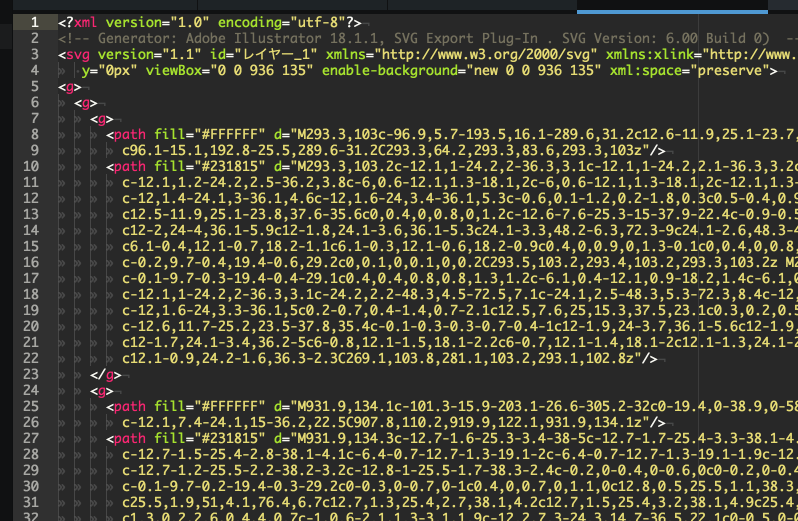 1 <?xml version="1.0" encoding="utf-8"?>
2 <!-- Generator: Adobe Illustrator 18.1.1, SVG Export Plug-In . SVG Version: 6.00 Build 0) --
3 <svg version="1.1" id="レイヤー_1" xmlns="http://www.w3.org/2000/svg" xmlns:xlink="http://www.
4 y="0px" viewBox="0 0 936 135" enable-background="new 0 0 936 135" xml:space="preserve">
5 <g>
6 <g>
7 <g>
8 <path fill="#FFFFFF" d="M293.3,103c-96.9,5.7-193.5,16.1-289.6,31.2c12.6-11.9,25.1-23.7,
9 c96.1-15.1,192.8-25.5,289.6-31.2C293.3,64.2,293.3,83.6,293.3,103z"/>
10 <path fill="#231815" d="M293.3,103.2c-12.1,1-24.2,2-36.3,3.1c-12.1,1-24.2,2.1-36.3,3.2c
11 c-12.1,1.2-24.2,2.5-36.2,3.8c-6,0.6-12.1,1.3-18.1,2c-6,0.6-12.1,1.3-18.1,2c-12.1,1.3-
12 c-12,1.4-24.1,3-36.1,4.6c-12,1.6-24,3.4-36.1,5.3c-0.6,0.1-1.2,0.2-1.8,0.3c0.5-0.4,0.9
13 c12.5-11.9,25.1-23.8,37.6-35.6c0,0.4,0,0.8,0,1.2c-12.6-7.6-25.3-15-37.9-22.4c-0.9-0.5
14 c12-2,24-4,36.1-5.9c12-1.8,24.1-3.6,36.1-5.3c24.1-3.3,48.2-6.3,72.3-9c24.1-2.6,48.3-4
15 c6.1-0.4,12.1-0.7,18.2-1.1c6.1-0.3,12.1-0.6,18.2-0.9c0.4,0,0.9,0,1.3-0.1c0,0.4,0,0.8,
16 c-0.2,9.7-0.4,19.4-0.6,29.2c0,0.1,0,0.1,0,0.2C293.5,103.2,293.4,103.2,293.3,103.2z M2
17 c-0.1-9.7-0.3-19.4-0.4-29.1c0.4,0.4,0.8,0.8,1.3,1.2c-6.1,0.4-12.1,0.9-18.2,1.4c-6.1,0
18 c-12.1,1-24.2,2-36.3,3.1c-24.2,2.2-48.3,4.5-72.5,7.1c-24.1,2.5-48.3,5.3-72.3,8.4c-12,
19 c-12,1.6-24,3.3-36.1,5c0.2-0.7,0.4-1.4,0.7-2.1c12.5,7.6,25,15.3,37.5,23.1c0.3,0.2,0.5
20 c-12.6,11.7-25.2,23.5-37.8,35.4c-0.1-0.3-0.3-0.7-0.4-1c12-1.9,24-3.7,36.1-5.6c12-1.9,
21 c12-1.7,24.1-3.4,36.2-5c6-0.8,12.1-1.5,18.1-2.2c6-0.7,12.1-1.4,18.1-2c12.1-1.3,24.1-2
22 c12.1-0.9,24.2-1.6,36.3-2.3C269.1,103.8,281.1,103.2,293.1,102.8z"/>
23 </g>
24 <g>
25 <path fill="#FFFFFF" d="M931.9,134.1c-101.3-15.9-203.1-26.6-305.2-32c0-19.4,0-38.9,0-58
26 c-12.1,7.4-24.1,15-36.2,22.5C907.8,110.2,919.9,122.1,931.9,134.1z"/>
27 <path fill="#231815" d="M931.9,134.3c-12.7-1.6-25.3-3.4-38-5c-12.7-1.7-25.4-3.3-38.1-4.
28 c-12.7-1.5-25.4-2.8-38.1-4.1c-6.4-0.7-12.7-1.3-19.1-2c-6.4-0.7-12.7-1.3-19.1-1.9c-12.
29 c-12.7-1.2-25.5-2.2-38.2-3.2c-12.8-1-25.5-1.7-38.3-2.4c-0.2,0-0.4,0-0.6,0c0-0.2,0-0.4
30 c-0.1-9.7-0.2-19.4-0.3-29.2c0-0.3,0-0.7,0-1c0.4,0,0.7,0,1.1,0c12.8,0.5,25.5,1.1,38.3,
31 c25.5,1.9,51,4.1,76.4,6.7c12.7,1.3,25.4,2.7,38.1,4.2c12.7,1.5,25.4,3.2,38.1,4.9c25.4,